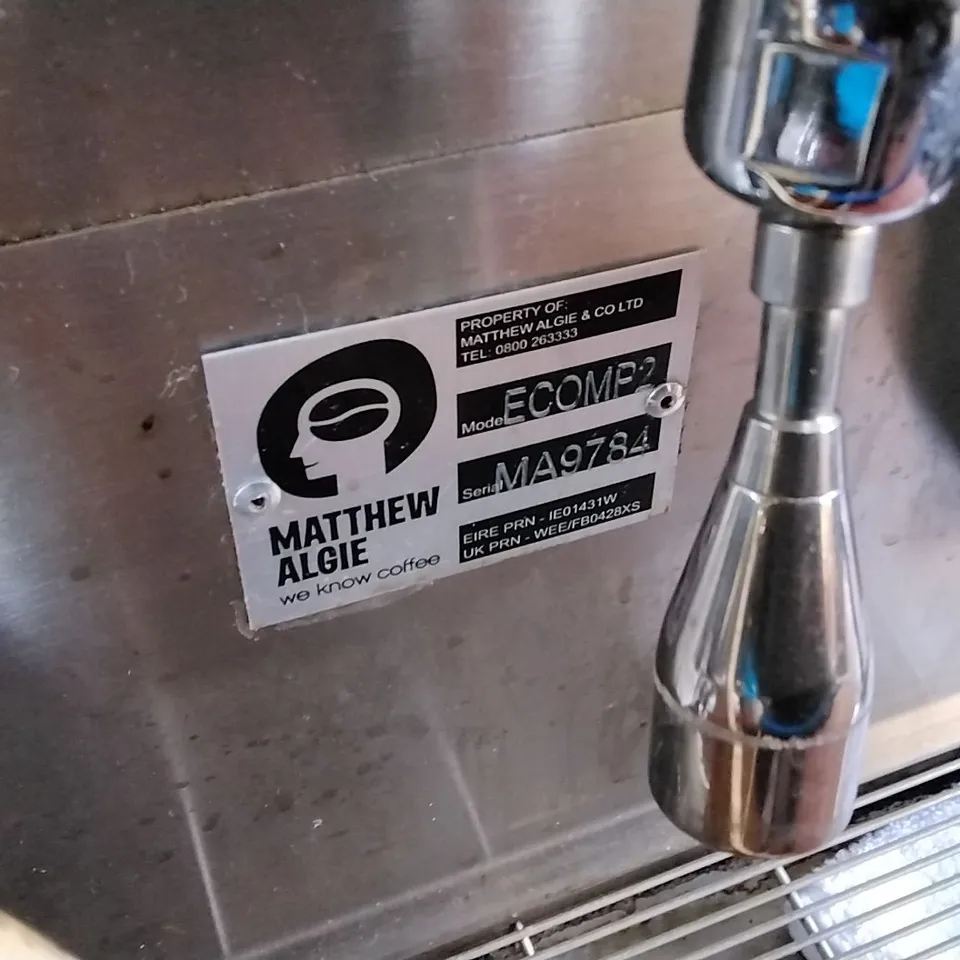 PROPERTY OF:
MATTHEW ALGIE & CO LTD
TEL: 0800 263333
Model ECOMP2
Serial MA9784
EIRE PRN - IE01431W
UK PRN - WEE/FB0428XS
MATTHEW
ALGIE
we know coffee